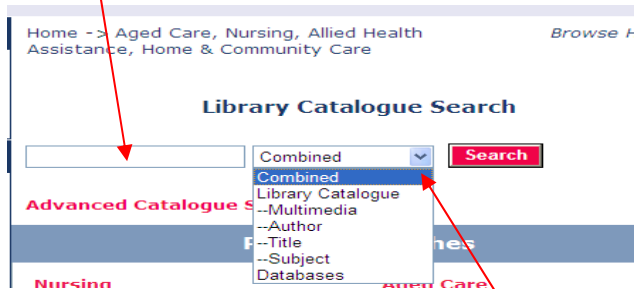 Home -> Aged Care, Nursing, Allied Health
Assistance, Home & Community Care
Browse
Library Catalogue Search
Combined
Search
Combined
Library Catalogue
--Multimedia
--Author
--Title
--Subject
Databases
Advanced Catalogue
Nursing
Aged Care